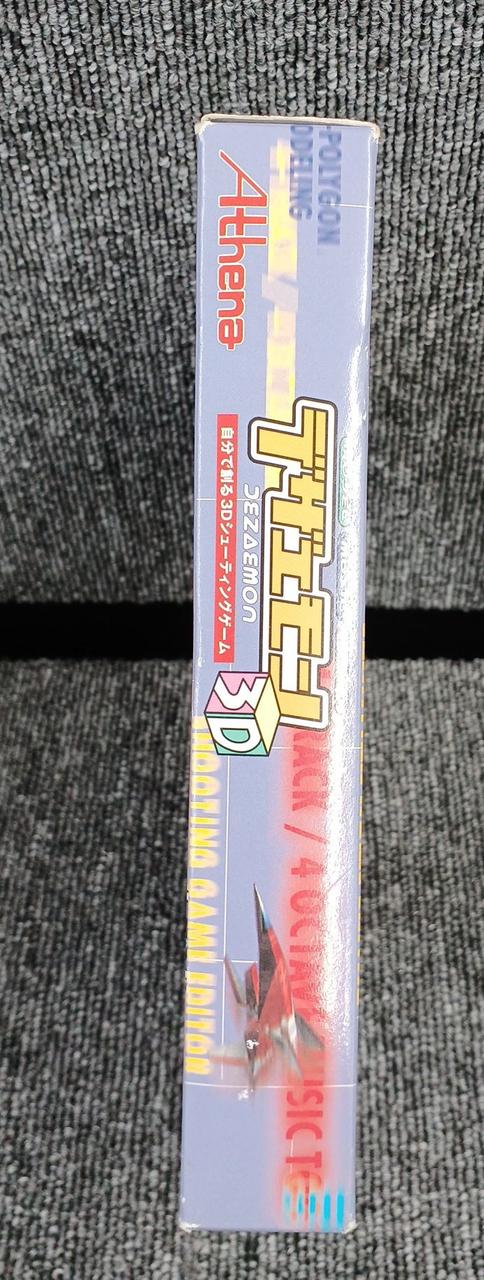 -POLYGON
ODELING
Athena
デザエモン
DEZAEMON
3D
自分で創る3Dシューティングゲーム
RACK / 4 OCTAVE MUSIC T
SHOOTING GAME EDITOR